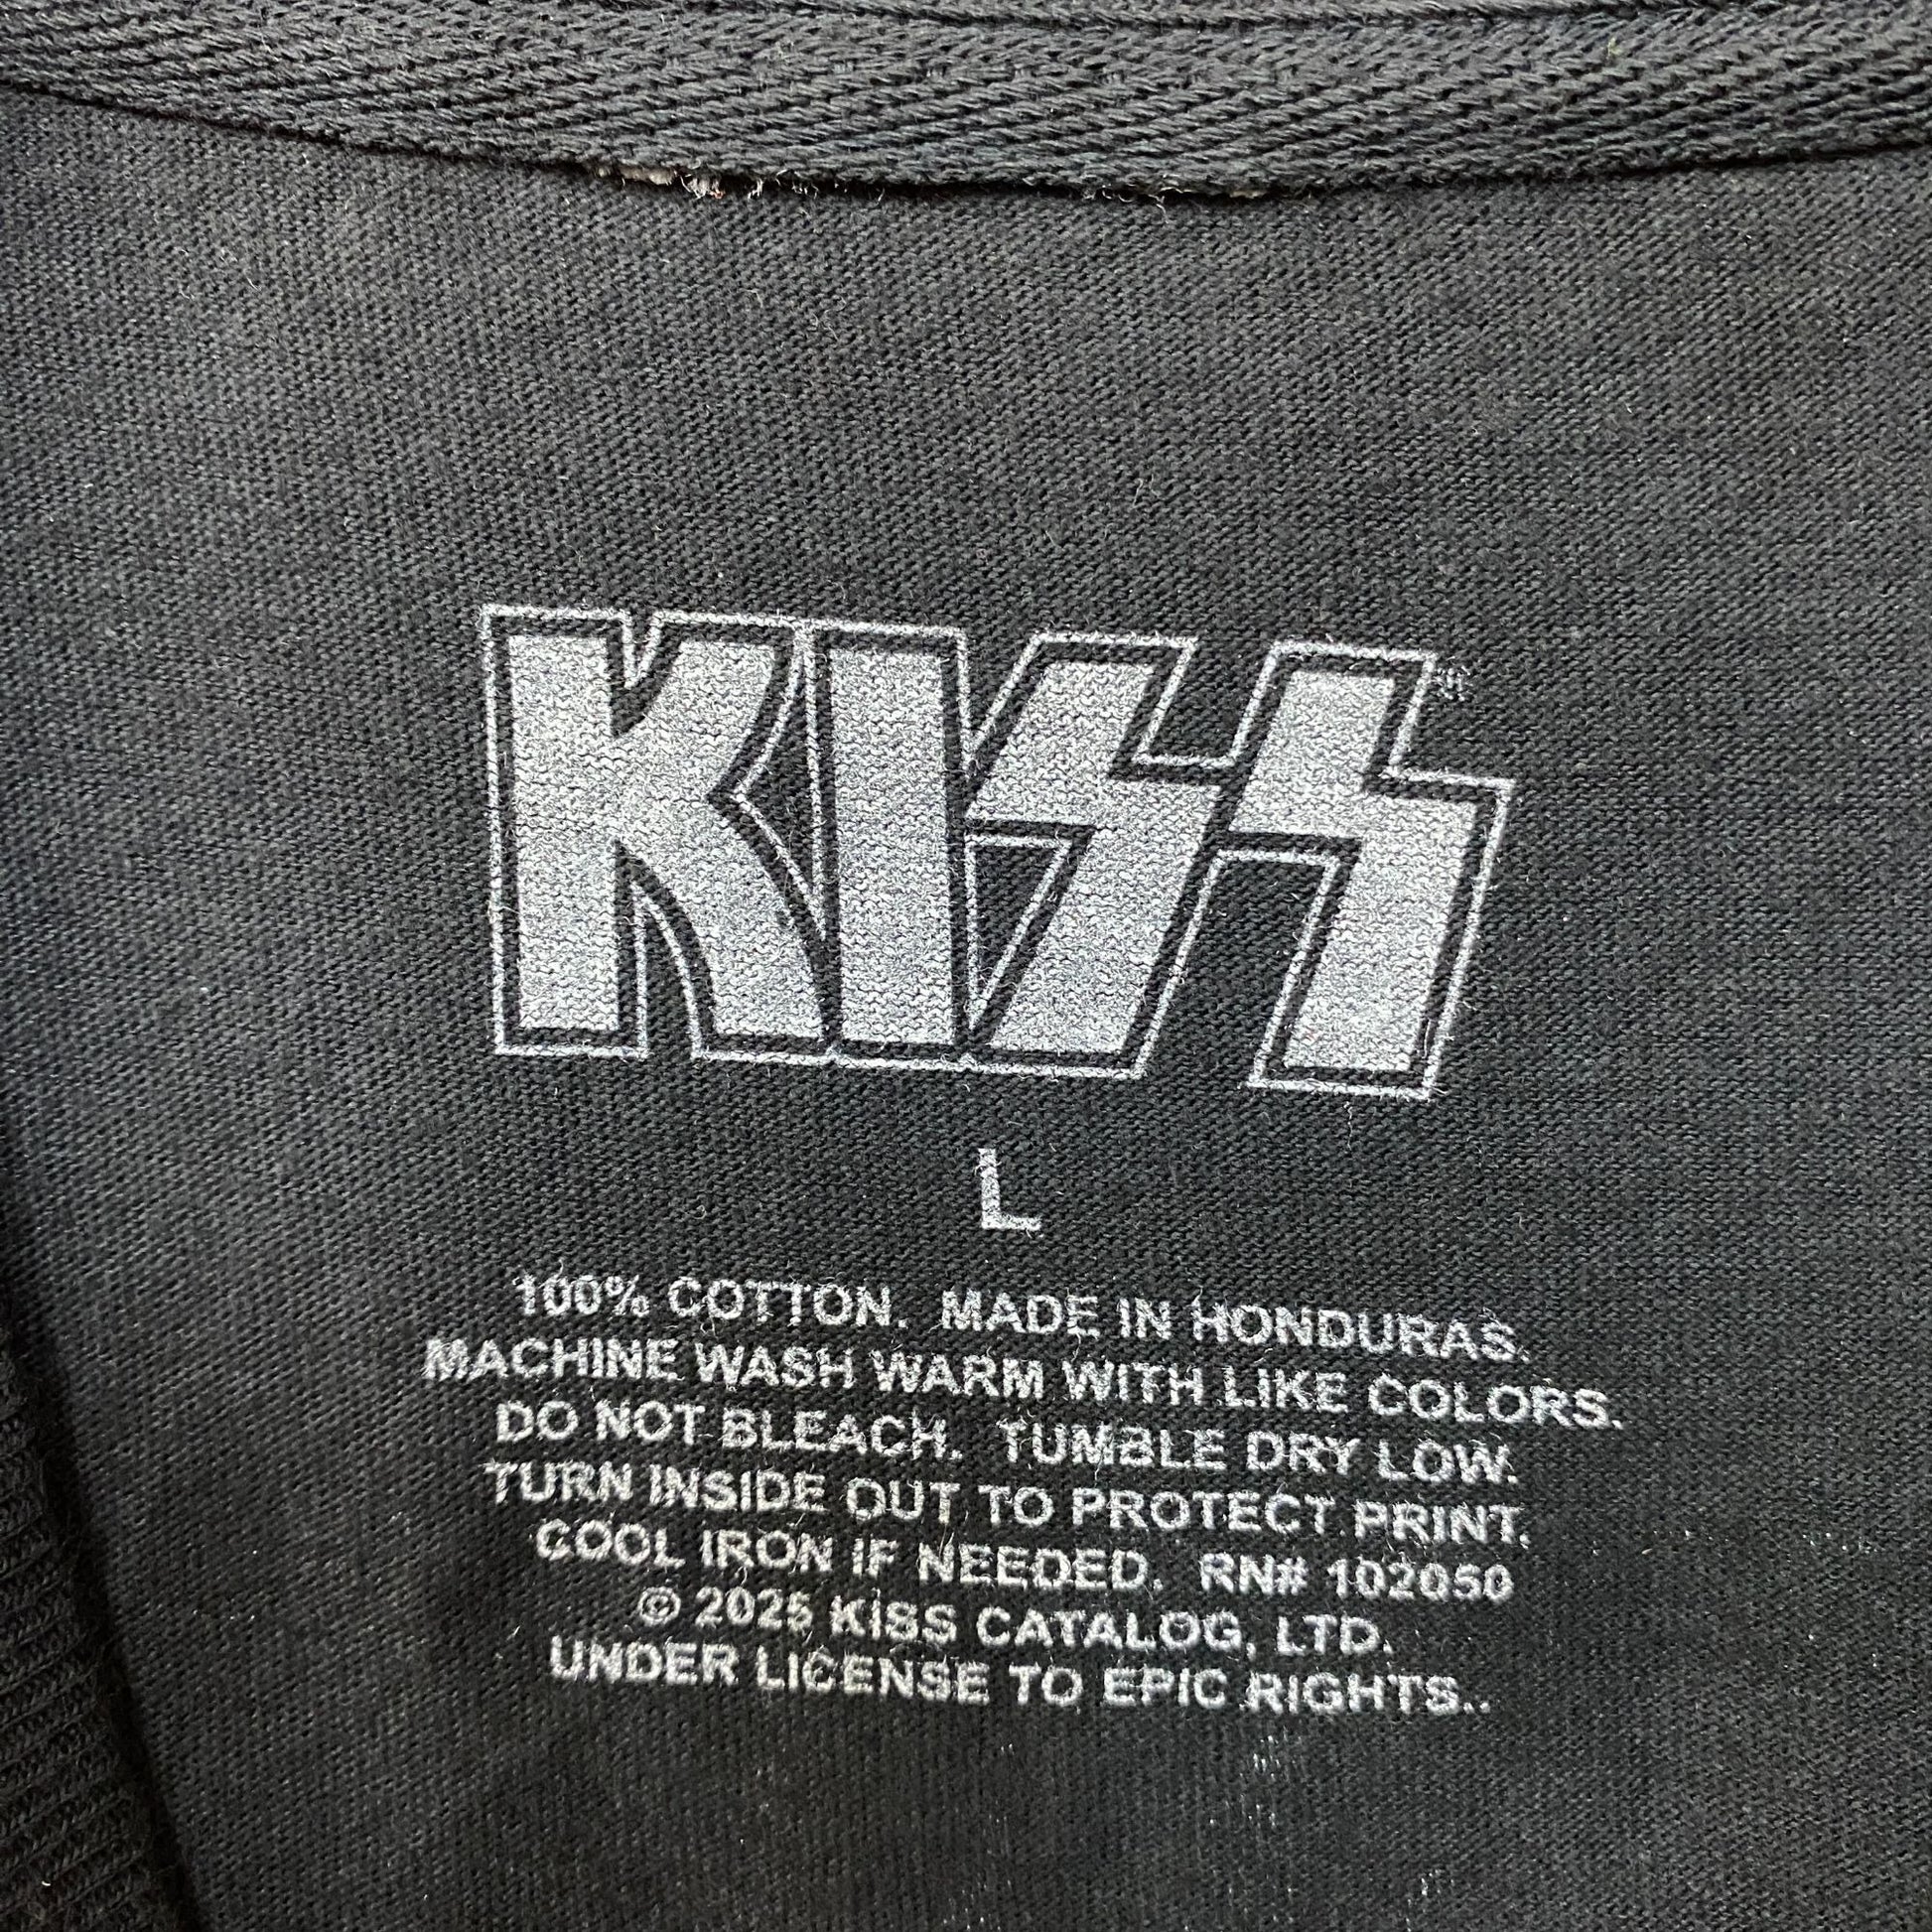 KISS
L
100% COTTON. MADE IN HONDURAS.
MACHINE WASH WARM WITH LIKE COLORS.
DO NOT BLEACH. TUMBLE DRY LOW.
TURN INSIDE OUT TO PROTECT PRINT.
COOL IRON IF NEEDED. RN# 102050
© 2025 KISS CATALOG, LTD.
UNDER LICENSE TO EPIC RIGHTS..